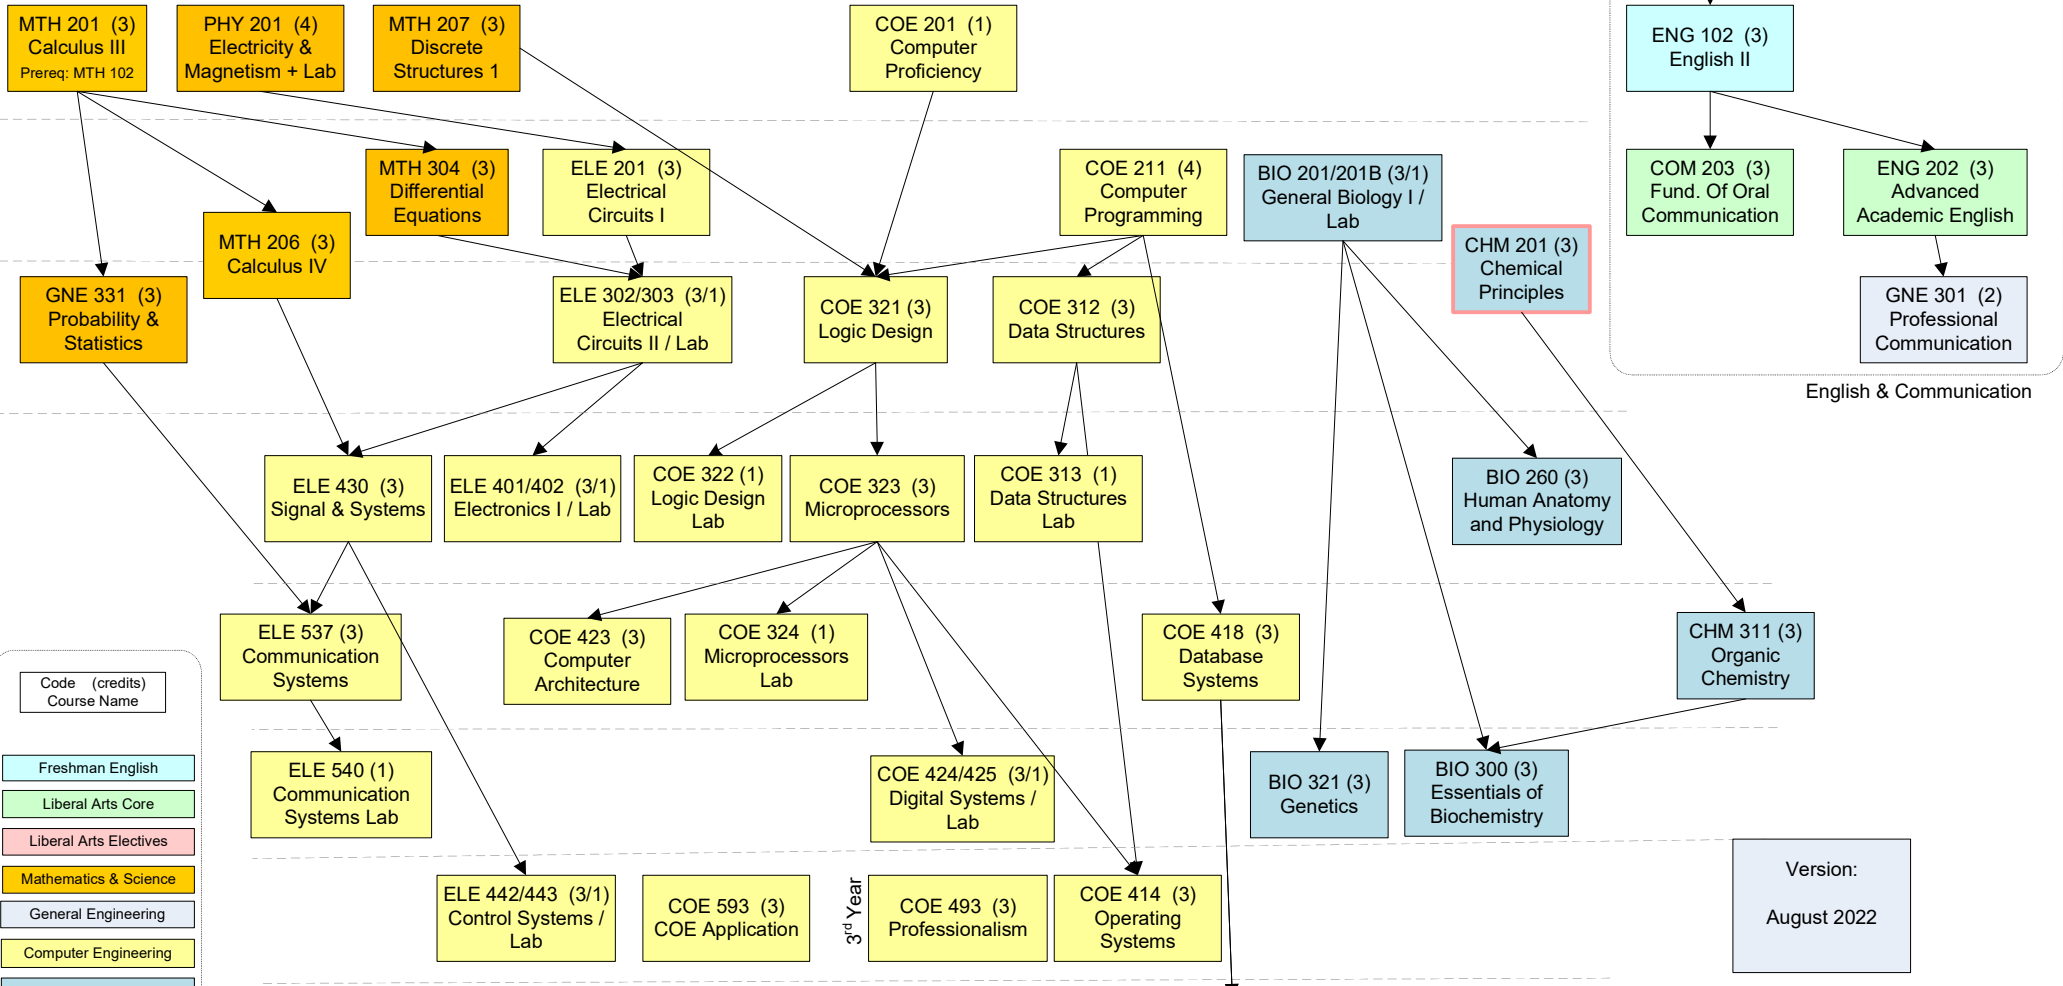 MTH 201 (3)
Calculus III
Prereq: MTH 102
PHY 201 (4)
Electricity &
Magnetism + Lab
MTH 207 (3)
Discrete
Structures 1
COE 201 (1)
Computer
Proficiency
ENG 102 (3)
English II
MTH 304 (3)
Differential
Equations
ELE 201 (3)
Electrical
Circuits I
COE 211 (4)
Computer
Programming
BIO 201/201B (3/1)
General Biology I /
Lab
COM 203 (3)
Fund. Of Oral
Communication
ENG 202 (3)
Advanced
Academic English
MTH 206 (3)
Calculus IV
CHM 201 (3)
Chemical
Principles
GNE 331 (3)
Probability &
Statistics
ELE 302/303 (3/1)
Electrical
Circuits II / Lab
COE 321 (3)
Logic Design
COE 312 (3)
Data Structures
GNE 301 (2)
Professional
Communication
English & Communication
ELE 430 (3)
Signal & Systems
ELE 401/402 (3/1)
Electronics I / Lab
COE 322 (1)
Logic Design
Lab
COE 323 (3)
Microprocessors
COE 313 (1)
Data Structures
Lab
BIO 260 (3)
Human Anatomy
and Physiology
ELE 537 (3)
Communication
Systems
COE 423 (3)
Computer
Architecture
COE 324 (1)
Microprocessors
Lab
COE 418 (3)
Database
Systems
CHM 311 (3)
Organic
Chemistry
Code (credits)
Course Name
ELE 540 (1)
Communication
Systems Lab
COE 424/425 (3/1)
Digital Systems /
Lab
BIO 321 (3)
Genetics
BIO 300 (3)
Essentials of
Biochemistry
Freshman English
Liberal Arts Core
Liberal Arts Electives
Mathematics & Science
General Engineering
Computer Engineering
ELE 442/443 (3/1)
Control Systems /
Lab
COE 593 (3)
COE Application
3rd Year
COE 493 (3)
Professionalism
COE 414 (3)
Operating
Systems
Version:
August 2022